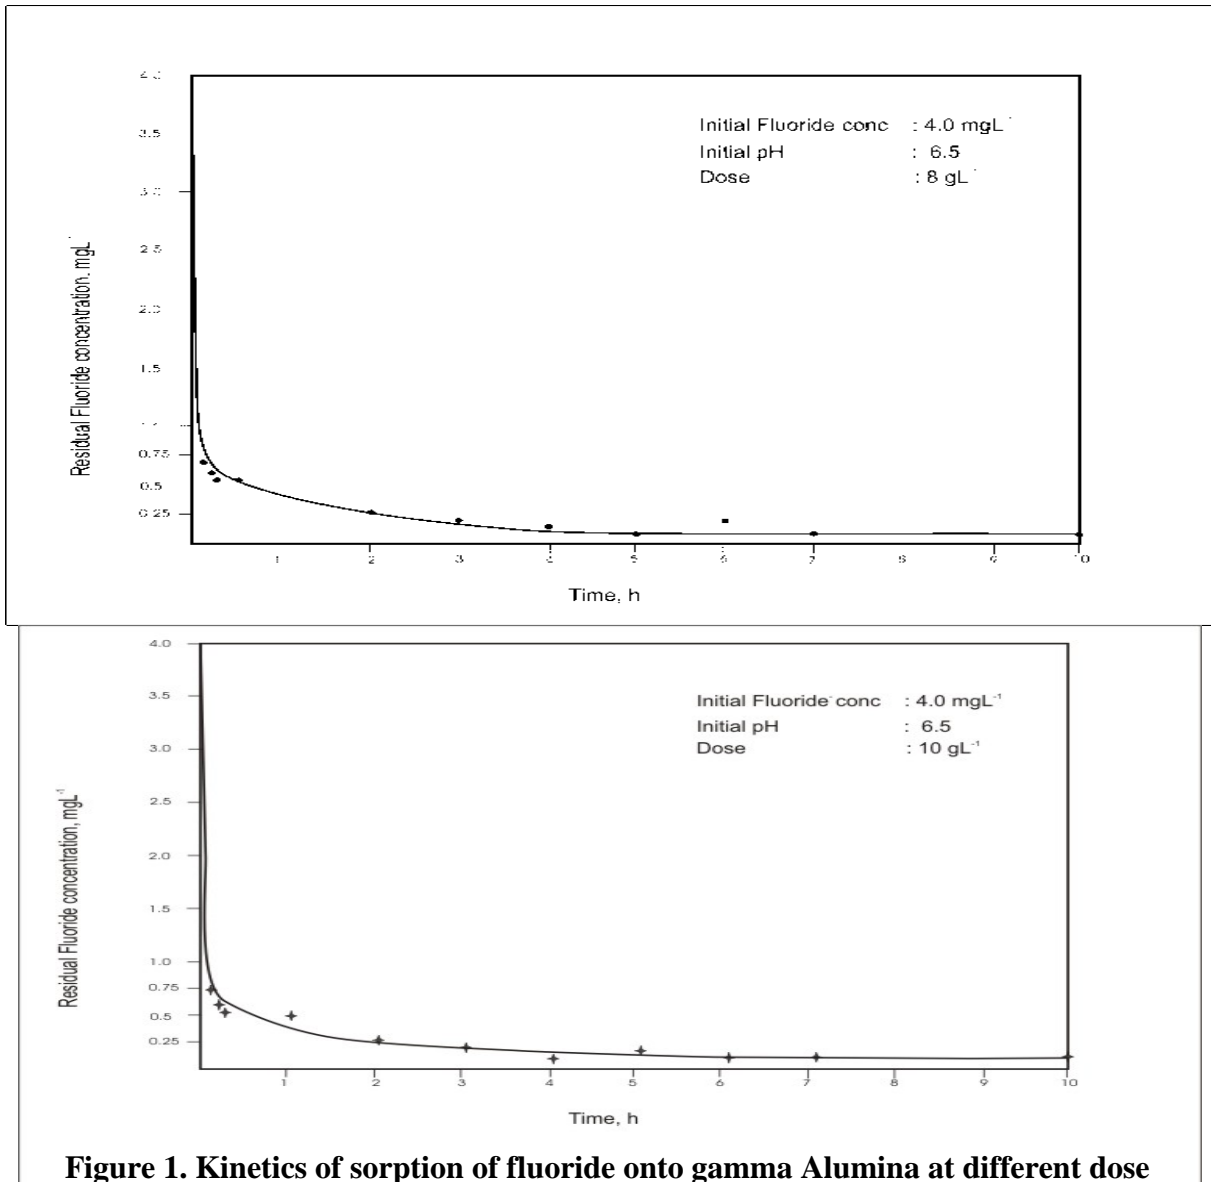 3.5
2.5
2.0
1.5
0.75
0.5
0.25
Residual Fluoride concentration, mgL
Initial Fluoride conc : 4.0 mgL
Initial pH : 6.5
Dose : 8 gL
1 2 3 5 6 7 8 9 10
Time, h
4.0
3.5
3.0
2.5
2.0
1.5
1.0
0.75
0.5
0.25
Residual Fluoride concentration, mgL⁻¹
Initial Fluoride conc : 4.0 mgL⁻¹
Initial pH : 6.5
Dose : 10 gL⁻¹
1 2 3 4 5 6 7 8 9 10
Time, h
Figure 1. Kinetics of sorption of fluoride onto gamma Alumina at different dose